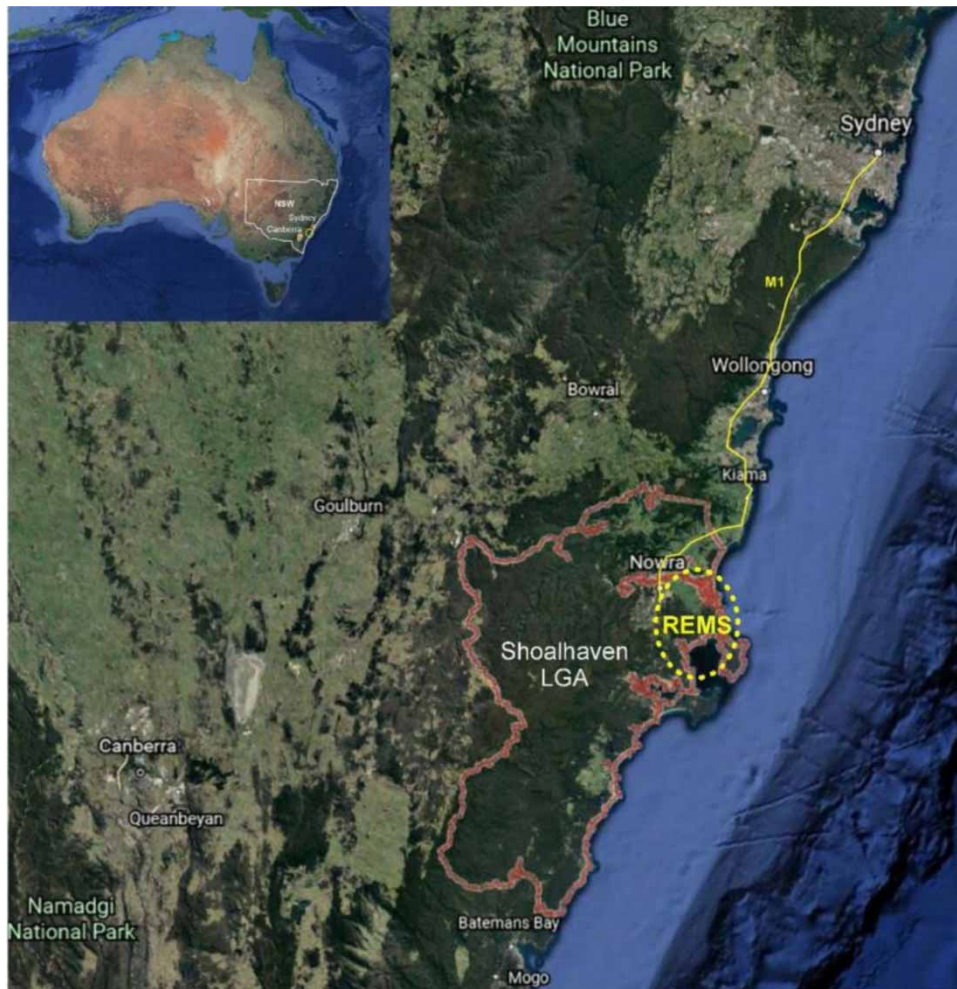 Blue
Mountains
National Park
Sydney
NSW
Sydney
Canberra
M1
Wollongong
Bowral
Kiama
Goulburn
Nowra
REMS
Shoalhaven
LGA
Canberra
Queanbeyan
Namadgi
National Park
Batemans Bay
Mogo